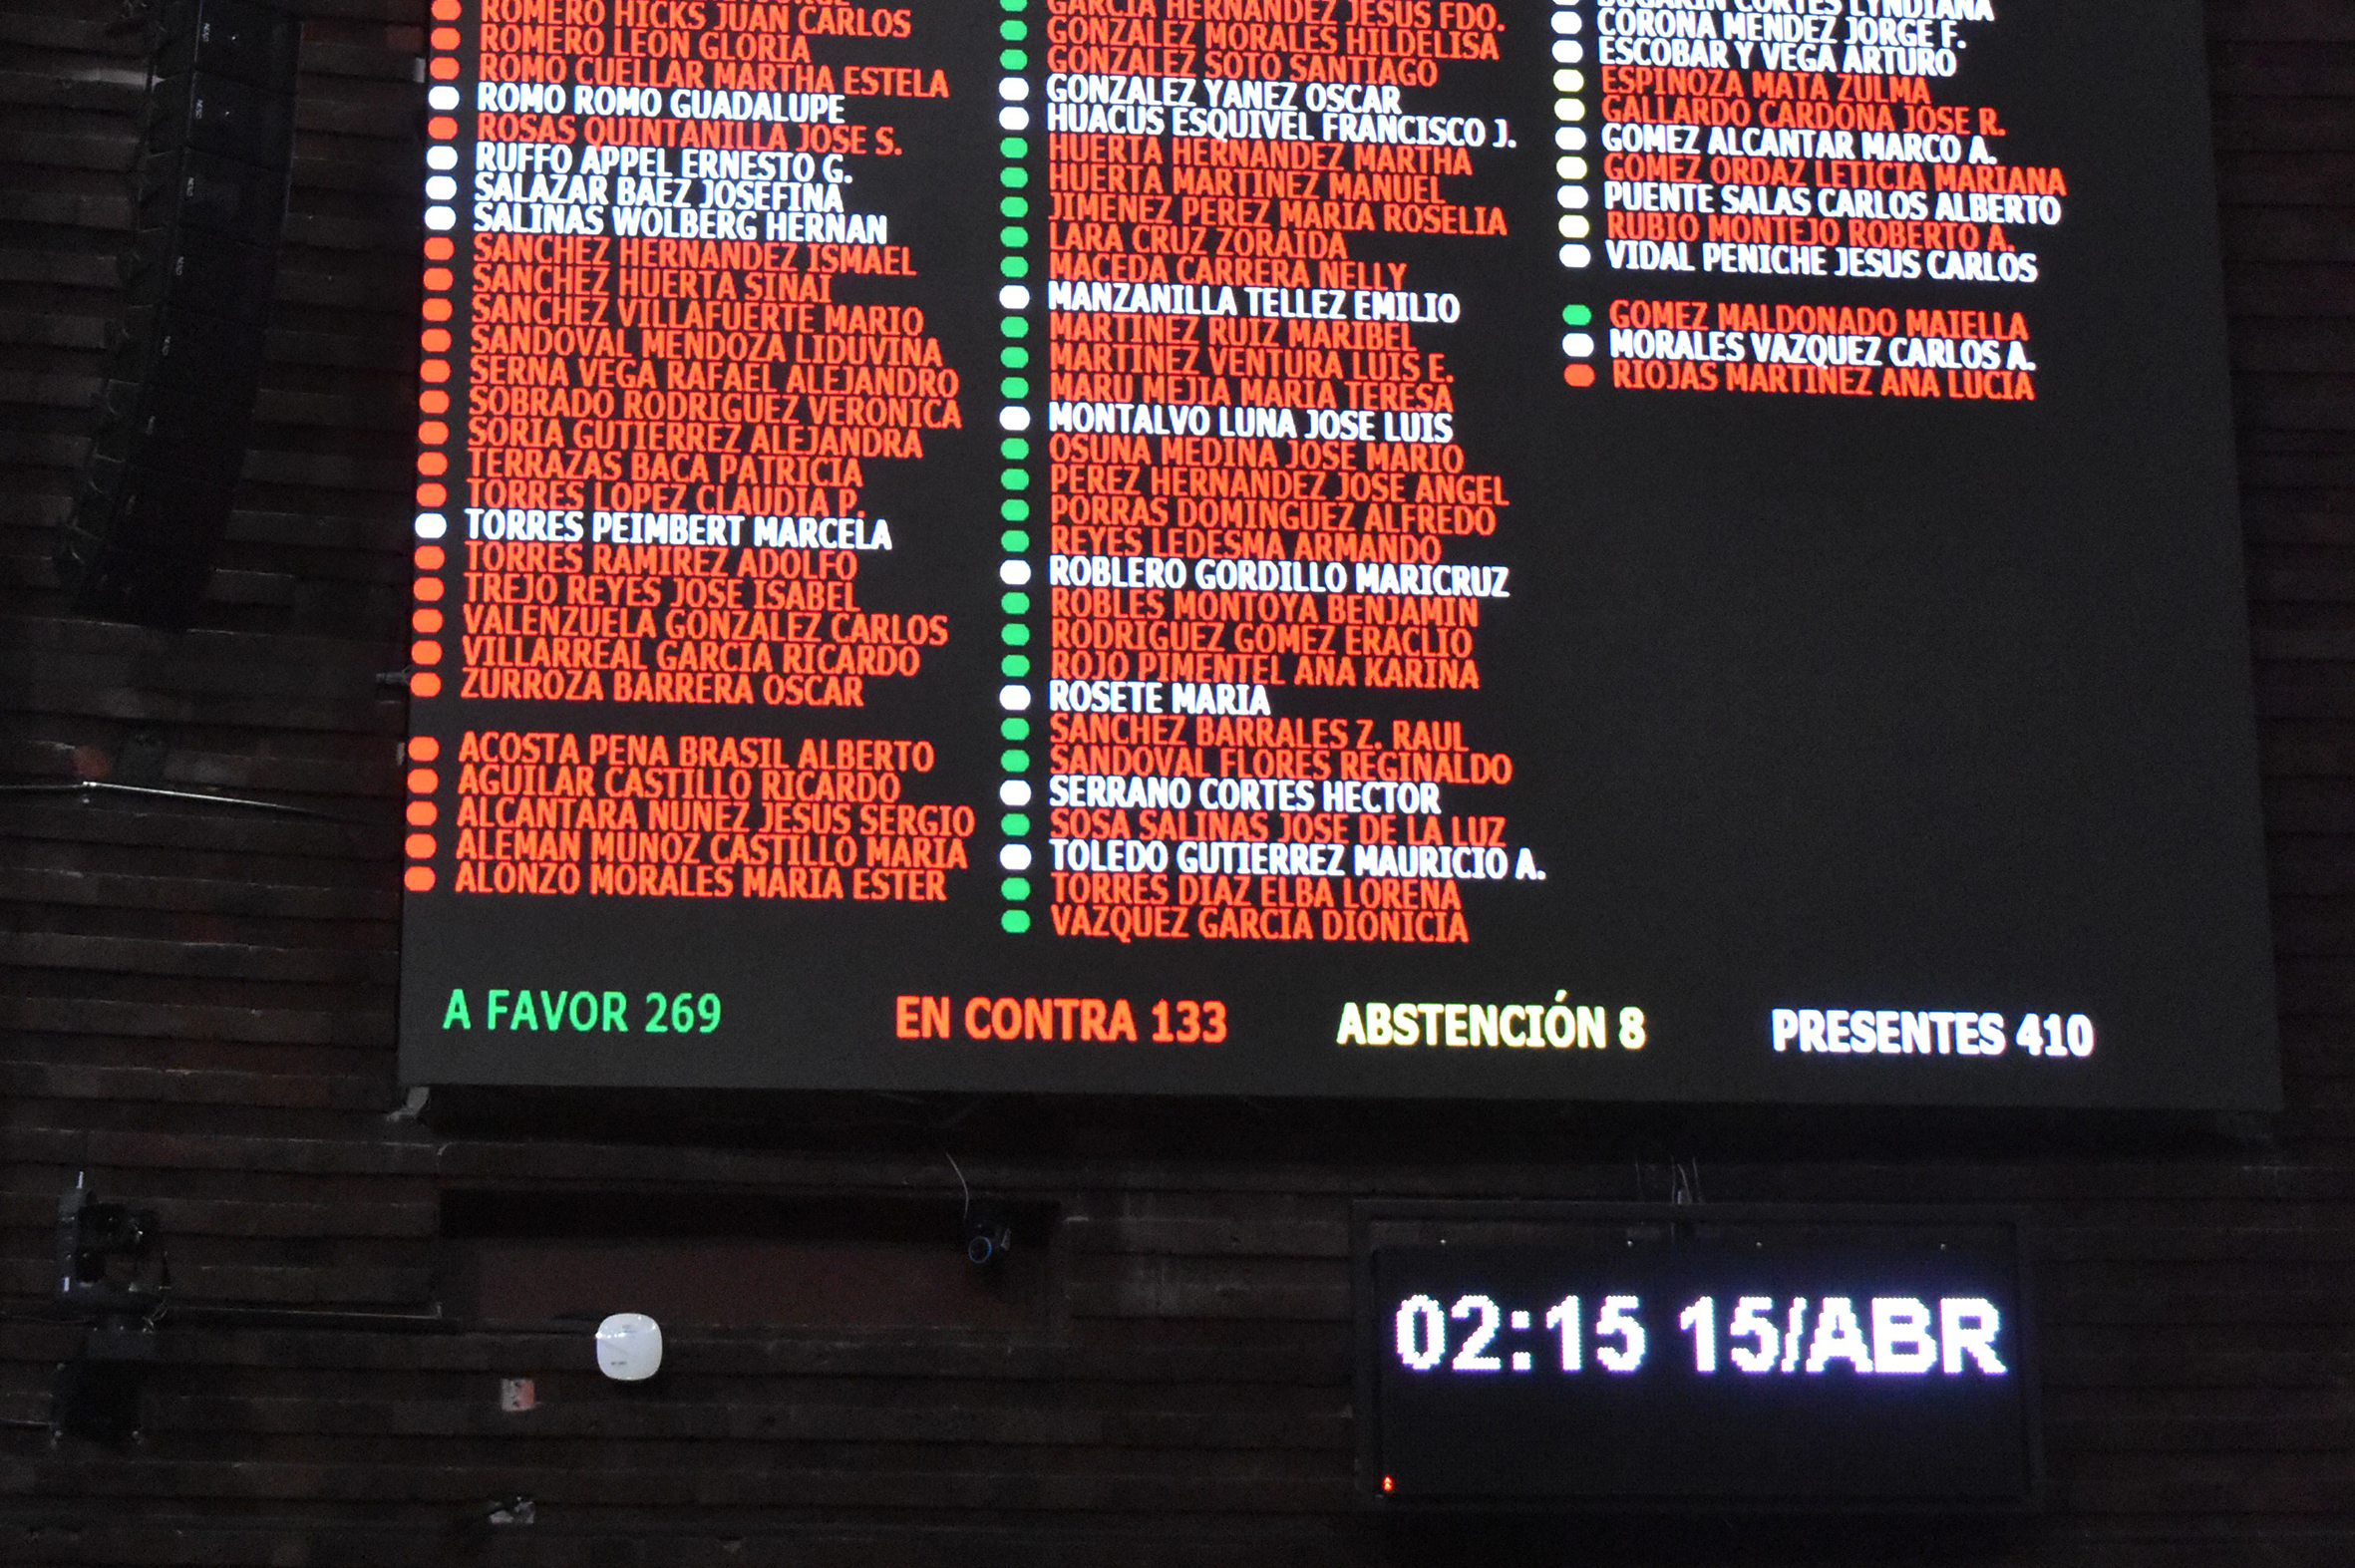 ROMERO HICKS JUAN CARLOS
ROMERO LEON GLORIA
ROMO CUELLAR MARTHA ESTELA
ROMO ROMO GUADALUPE
ROSAS QUINTANILLA JOSE S.
RUFFO APPEL ERNESTO G.
SALAZAR BAEZ JOSEFINA
SALINAS WOLBERG HERNAN
SANCHEZ HERNANDEZ ISMAEL
SANCHEZ HUERTA SINAI
SANCHEZ VILLAFUERTE MARIO
SANDOVAL MENDOZA LIDUVINA
SERNA VEGA RAFAEL ALEJANDRO
SOBRADO RODRIGUEZ VERONICA
SORIA GUTIERREZ ALEJANDRA
TERRAZAS BACA PATRICIA
TORRES LOPEZ CLAUDIA P.
TORRES PEIMBERT MARCELA
TORRES RAMIREZ ADOLFO
TREJO REYES JOSE ISABEL
VALENZUELA GONZALEZ CARLOS
VILLARREAL GARCIA RICARDO
ZURROZA BARRERA OSCAR
ACOSTA PENA BRASIL ALBERTO
AGUILAR CASTILLO RICARDO
ALCANTARA NUNEZ JESUS SERGIO
ALEMAN MUNOZ CASTILLO MARIA
ALONZO MORALES MARIA ESTER
GARCIA HERNANDEZ JESUS FDO.
GONZALEZ MORALES HILDELISA
GONZALEZ SOTO SANTIAGO
GONZALEZ YANEZ OSCAR
HUACUS ESQUIVEL FRANCISCO J.
HUERTA HERNANDEZ MARTHA
HUERTA MARTINEZ MANUEL
JIMENEZ PEREZ MARIA ROSELIA
LARA CRUZ ZORAIDA
MACEDA CARRERA NELLY
MANZANILLA TELLEZ EMILIO
MARTINEZ RUIZ MARIBEL
MARTINEZ VENTURA LUIS E.
MARU MEJIA MARIA TERESA
MONTALVO LUNA JOSE LUIS
OSUNA MEDINA JOSE MARIO
PEREZ HERNANDEZ JOSE ANGEL
PORRAS DOMINGUEZ ALFREDO
REYES LEDESMA ARMANDO
ROBLERO GORDILLO MARICRUZ
ROBLES MONTOYA BENJAMIN
RODRIGUEZ GOMEZ ERACLIO
ROJO PIMENTEL ANA KARINA
ROSETE MARIA
SANCHEZ BARRALES Z. RAUL
SANDOVAL FLORES REGINALDO
SERRANO CORTES HECTOR
SOSA SALINAS JOSE DE LA LUZ
TOLEDO GUTIERREZ MAURICIO A.
TORRES DIAZ ELBA LORENA
VAZQUEZ GARCIA DIONICIA
BUGARIN CORTES LYNDIANA
CORONA MENDEZ JORGE F.
ESCOBAR Y VEGA ARTURO
ESPINOZA MATA ZULMA
GALLARDO CARDONA JOSE R.
GOMEZ ALCANTAR MARCO A.
GOMEZ ORDAZ LETICIA MARIANA
PUENTE SALAS CARLOS ALBERTO
RUBIO MONTEJO ROBERTO A.
VIDAL PENICHE JESUS CARLOS
GOMEZ MALDONADO MAIELLA
MORALES VAZQUEZ CARLOS A.
RIOJAS MARTINEZ ANA LUCIA
A FAVOR 269
EN CONTRA 133
ABSTENCIÓN 8
PRESENTES 410
02:15 15/ABR